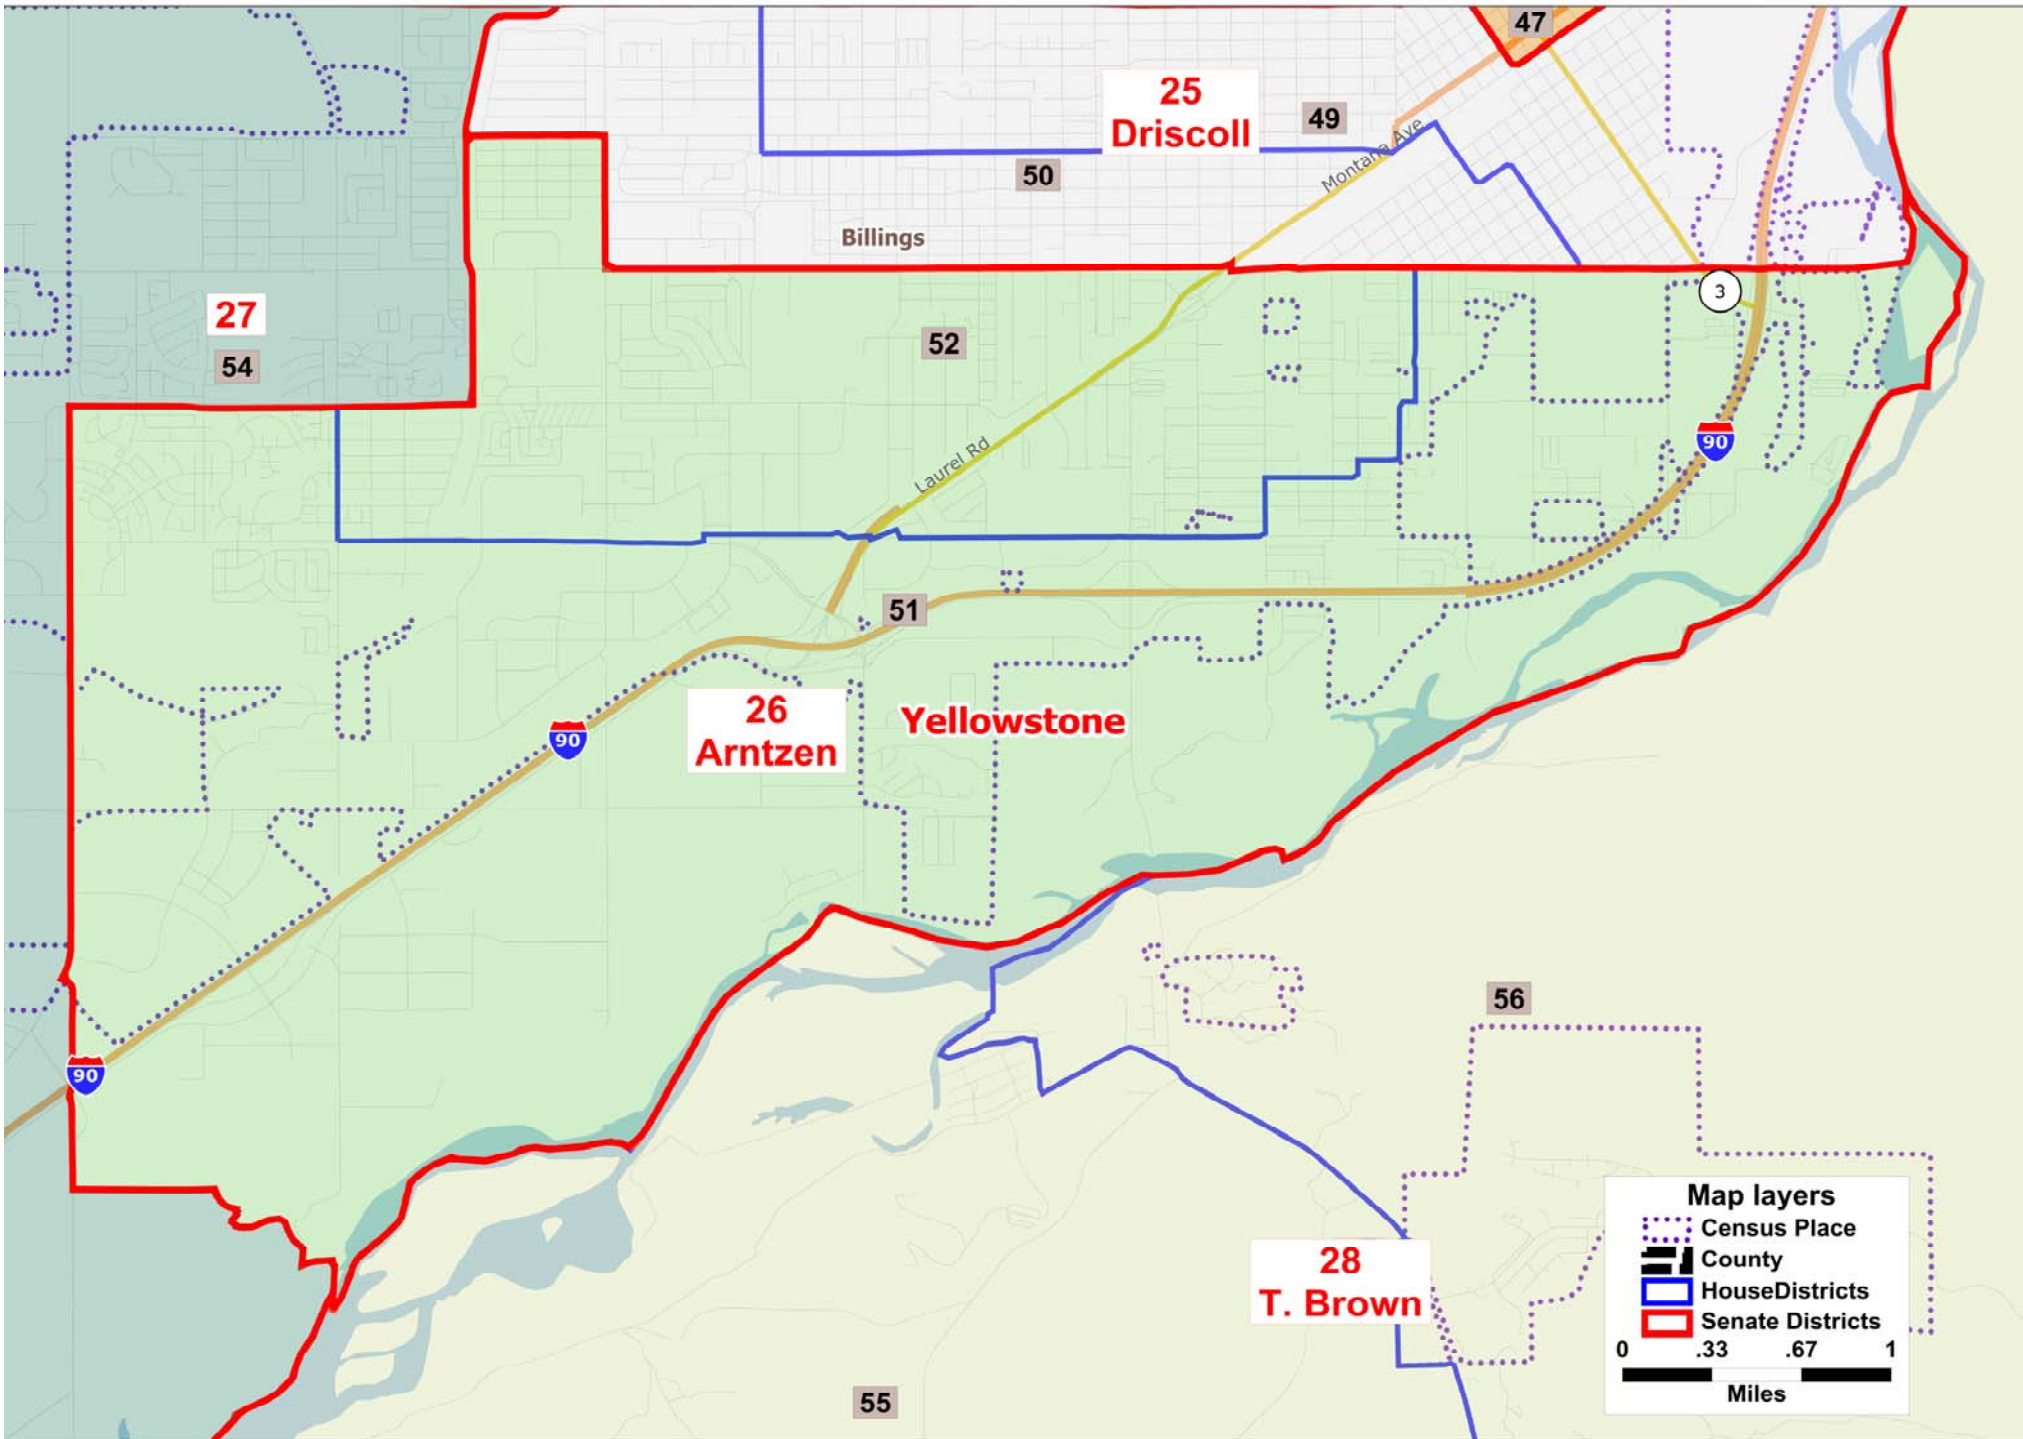 47
25
Driscoll
49
Montana Ave
50
Billings
3
27
52
54
90
Laurel Rd
51
26
Arntzen
Yellowstone
90
56
90
28
T. Brown
55
Map layers
Census Place
County
HouseDistricts
Senate Districts
0 .33 .67 1
Miles